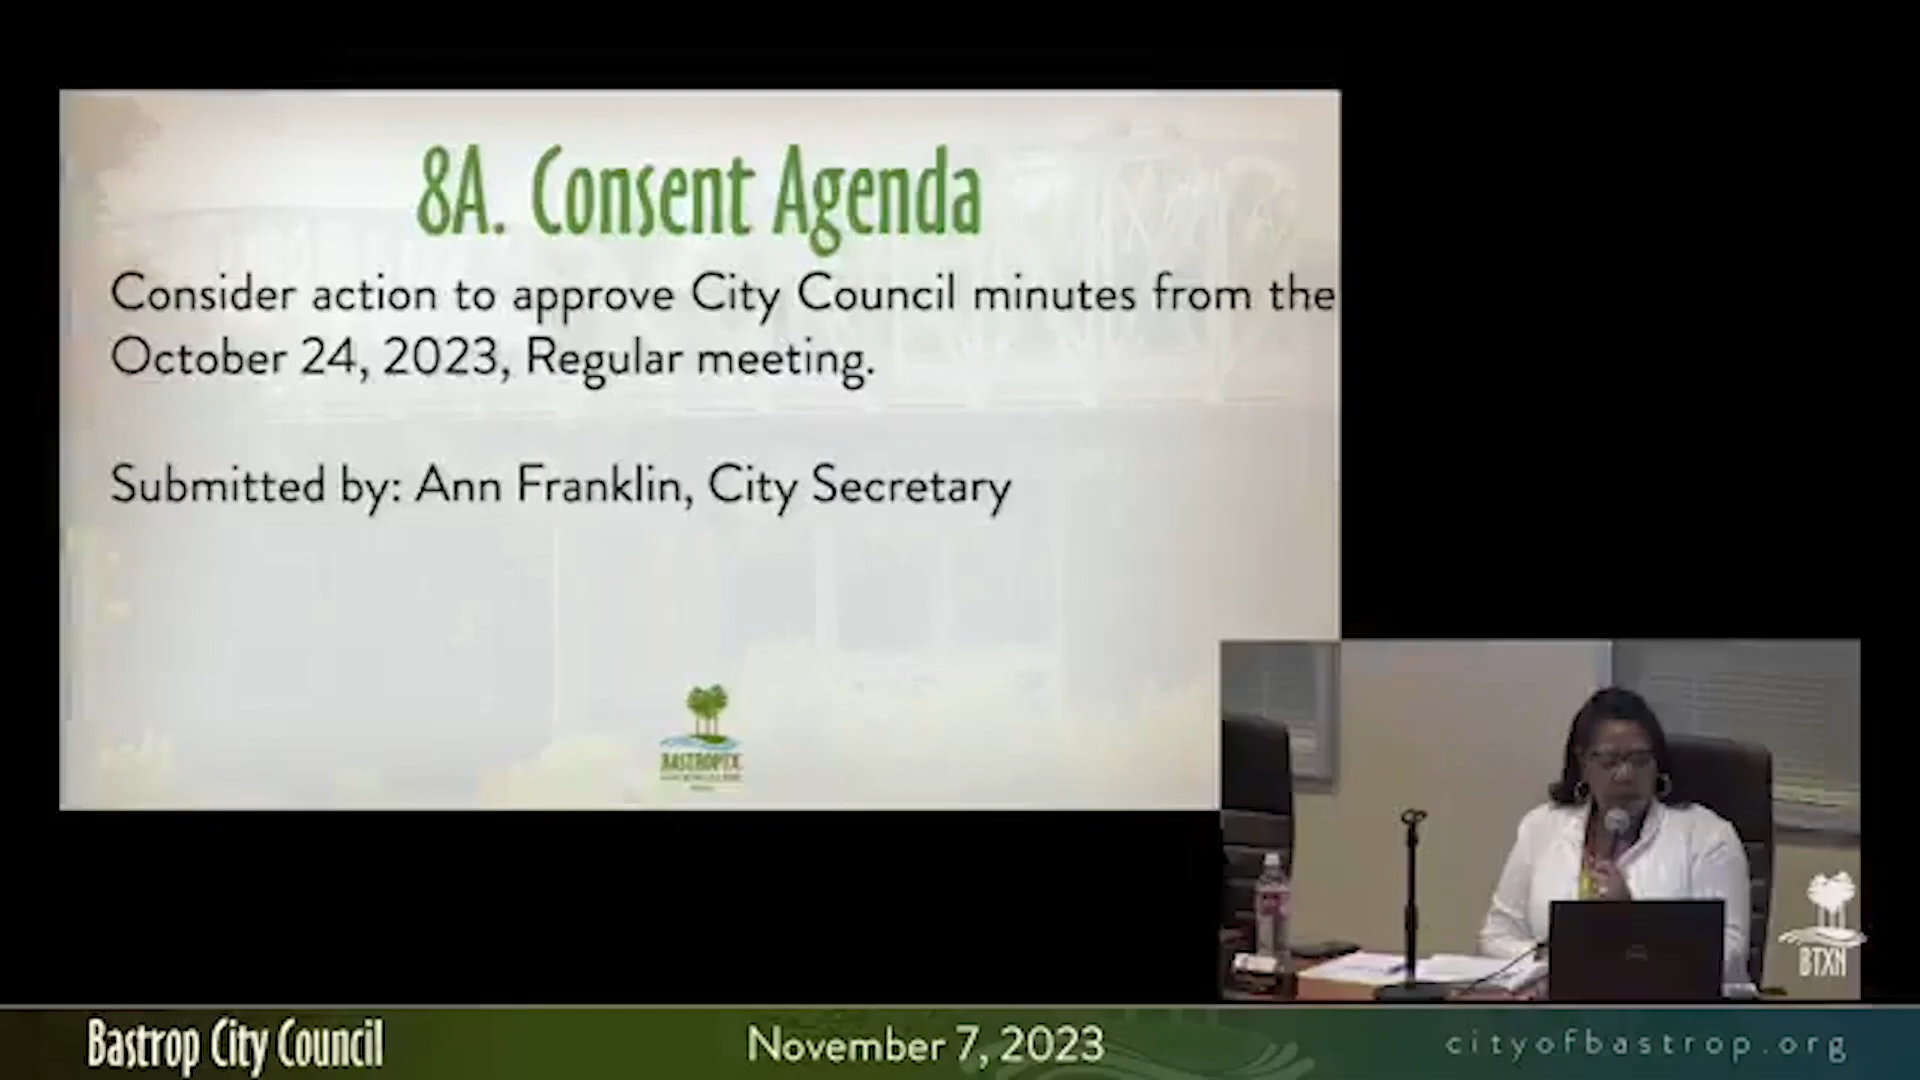 8A. Consent Agenda
Consider action to approve City Council minutes from the
October 24, 2023, Regular meeting.
Submitted by: Ann Franklin, City Secretary
BASTROPTX
BTXN
Bastrop City Council
November 7, 2023
cityofbastrop.org